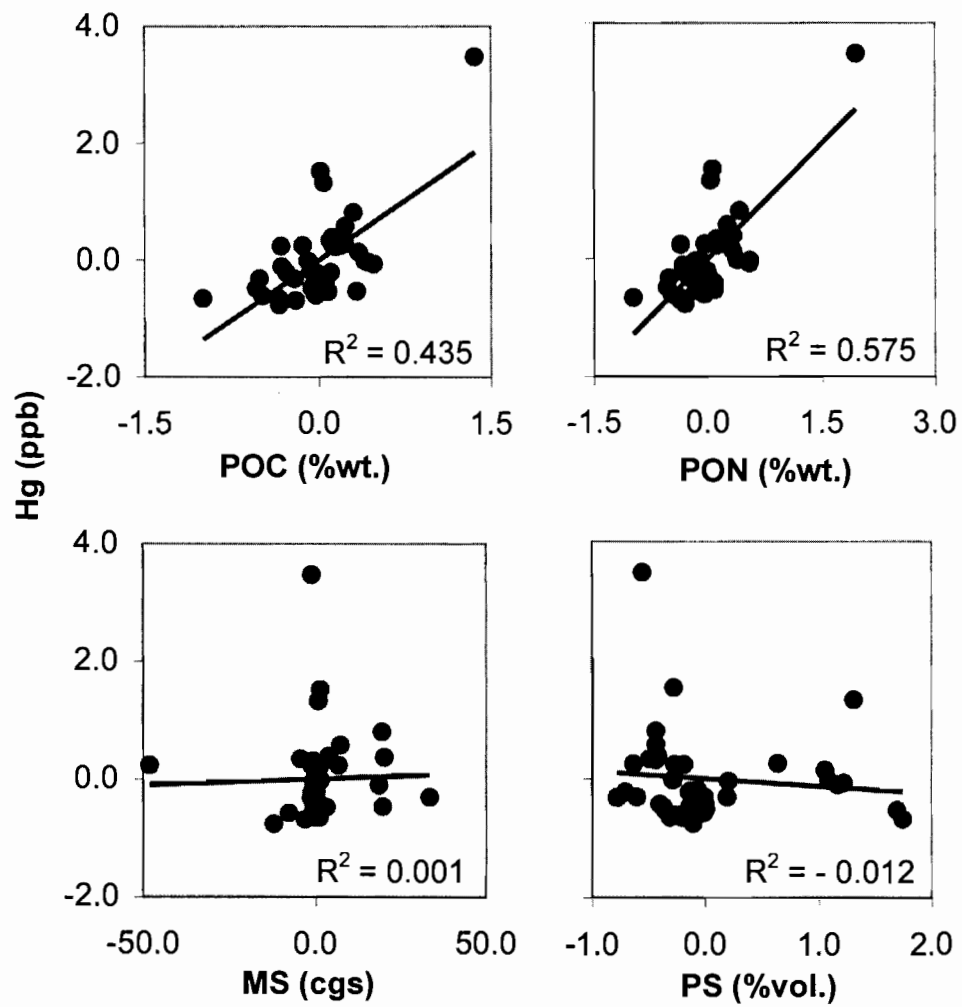 4.0
2.0
0.0
-2.0
R² = 0.435
R² = 0.575
-1.5 0.0 1.5
-1.5 0.0 1.5 3.0
POC (%wt.)
PON (%wt.)
Hg (ppb)
4.0
2.0
0.0
-2.0
R² = 0.001
R² = - 0.012
-50.0 0.0 50.0
-1.0 0.0 1.0 2.0
MS (cgs)
PS (%vol.)